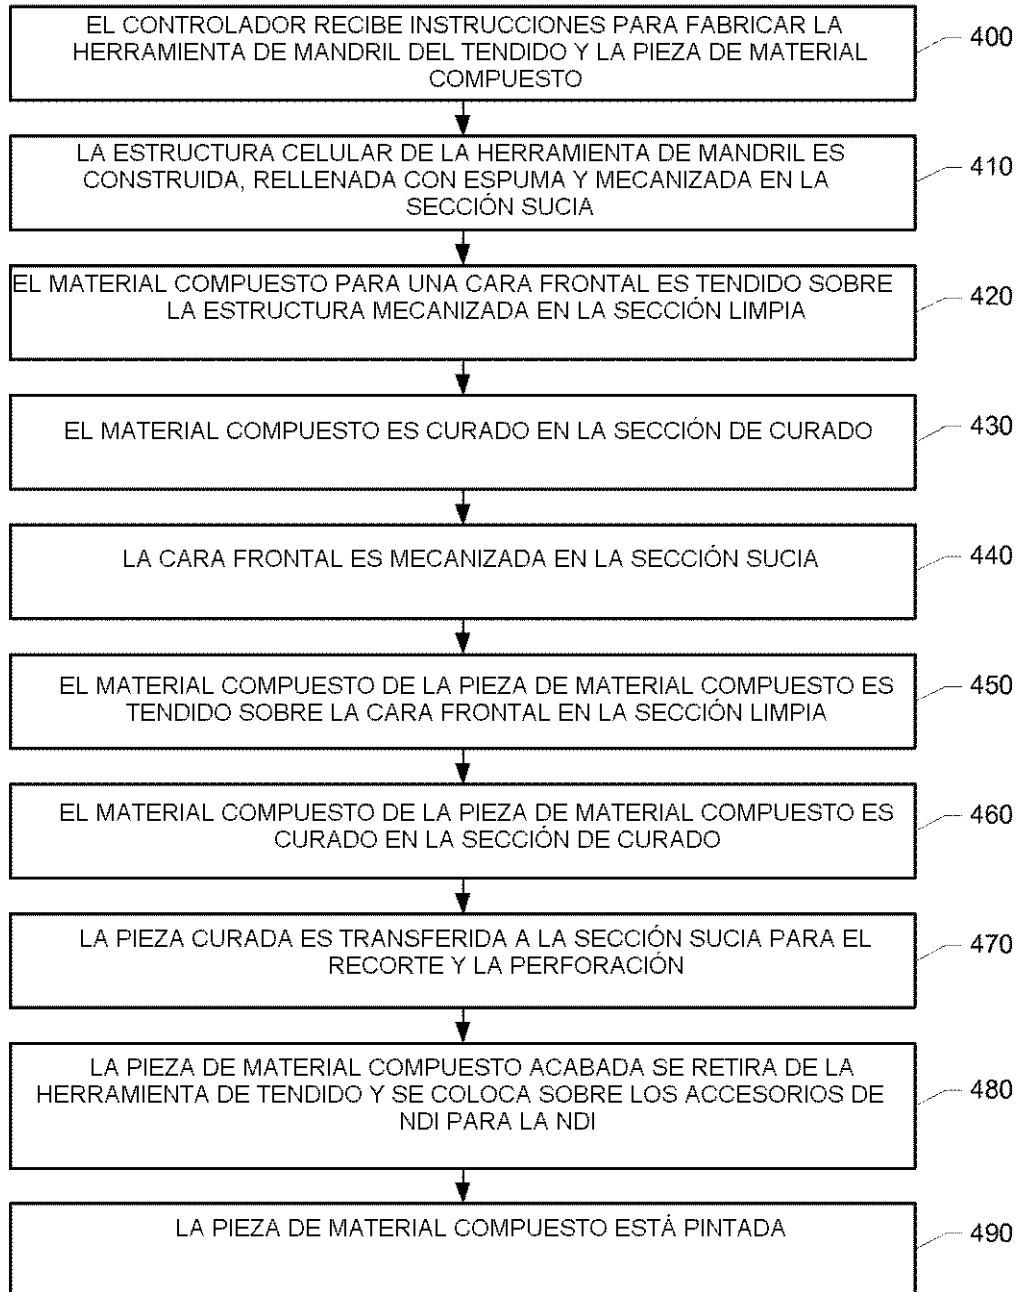 EL CONTROLADOR RECIBE INSTRUCCIONES PARA FABRICAR LA
HERRAMIENTA DE MANDRIL DEL TENDIDO Y LA PIEZA DE MATERIAL
COMPUESTO
400
LA ESTRUCTURA CELULAR DE LA HERRAMIENTA DE MANDRIL ES
CONSTRUIDA, RELLENADA CON ESPUMA Y MECANIZADA EN LA
SECCIÓN SUCIA
410
EL MATERIAL COMPUESTO PARA UNA CARA FRONTAL ES TENDIDO SOBRE
LA ESTRUCTURA MECANIZADA EN LA SECCIÓN LIMPIA
420
EL MATERIAL COMPUESTO ES CURADO EN LA SECCIÓN DE CURADO
430
LA CARA FRONTAL ES MECANIZADA EN LA SECCIÓN SUCIA
440
EL MATERIAL COMPUESTO DE LA PIEZA DE MATERIAL COMPUESTO ES
TENDIDO SOBRE LA CARA FRONTAL EN LA SECCIÓN LIMPIA
450
EL MATERIAL COMPUESTO DE LA PIEZA DE MATERIAL COMPUESTO ES
CURADO EN LA SECCIÓN DE CURADO
460
LA PIEZA CURADA ES TRANSFERIDA A LA SECCIÓN SUCIA PARA EL
RECORTE Y LA PERFORACIÓN
470
LA PIEZA DE MATERIAL COMPUESTO ACABADA SE RETIRA DE LA
HERRAMIENTA DE TENDIDO Y SE COLOCA SOBRE LOS ACCESORIOS DE
NDI PARA LA NDI
480
LA PIEZA DE MATERIAL COMPUESTO ESTÁ PINTADA
490